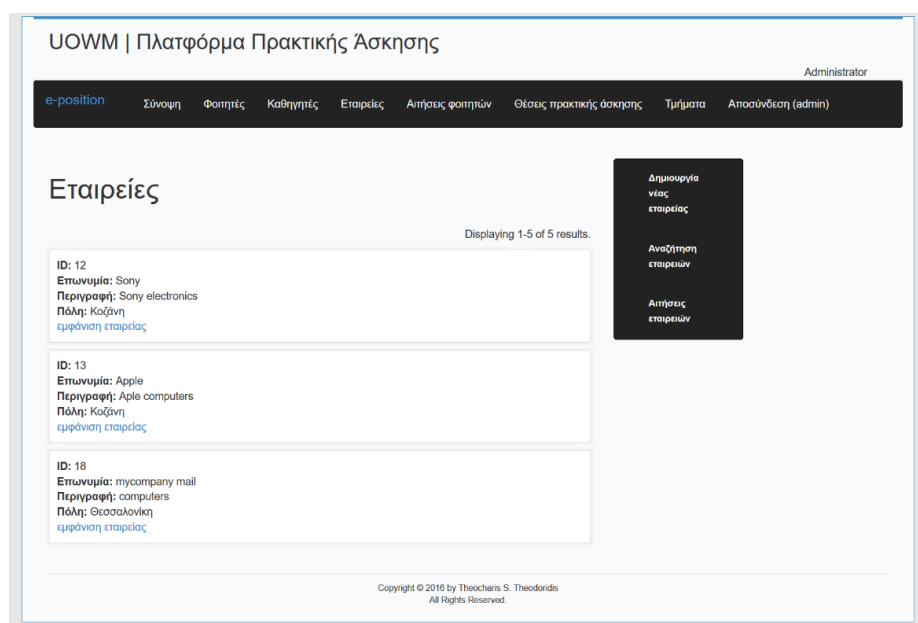 UOWM | Πλατφόρμα Πρακτικής Άσκησης
Administrator
e-position Σύνοψη Φοιτητές Καθηγητές Εταιρείες Αιτήσεις φοιτητών Θέσεις πρακτικής άσκησης Τμήματα Αποσύνδεση (admin)
Εταιρείες
Displaying 1-5 of 5 results.
ID: 12
Επωνυμία: Sony
Περιγραφή: Sony electronics
Πόλη: Κοζάνη
εμφάνιση εταιρείας
ID: 13
Επωνυμία: Apple
Περιγραφή: Aple computers
Πόλη: Κοζάνη
εμφάνιση εταιρείας
ID: 18
Επωνυμία: mycompany mail
Περιγραφή: computers
Πόλη: Θεσσαλονίκη
εμφάνιση εταιρείας
Δημιουργία
νέας
εταιρείας
Αναζήτηση
εταιρειών
Αιτήσεις
εταιρειών
Copyright © 2016 by Theocharis S. Theodoridis
All Rights Reserved.